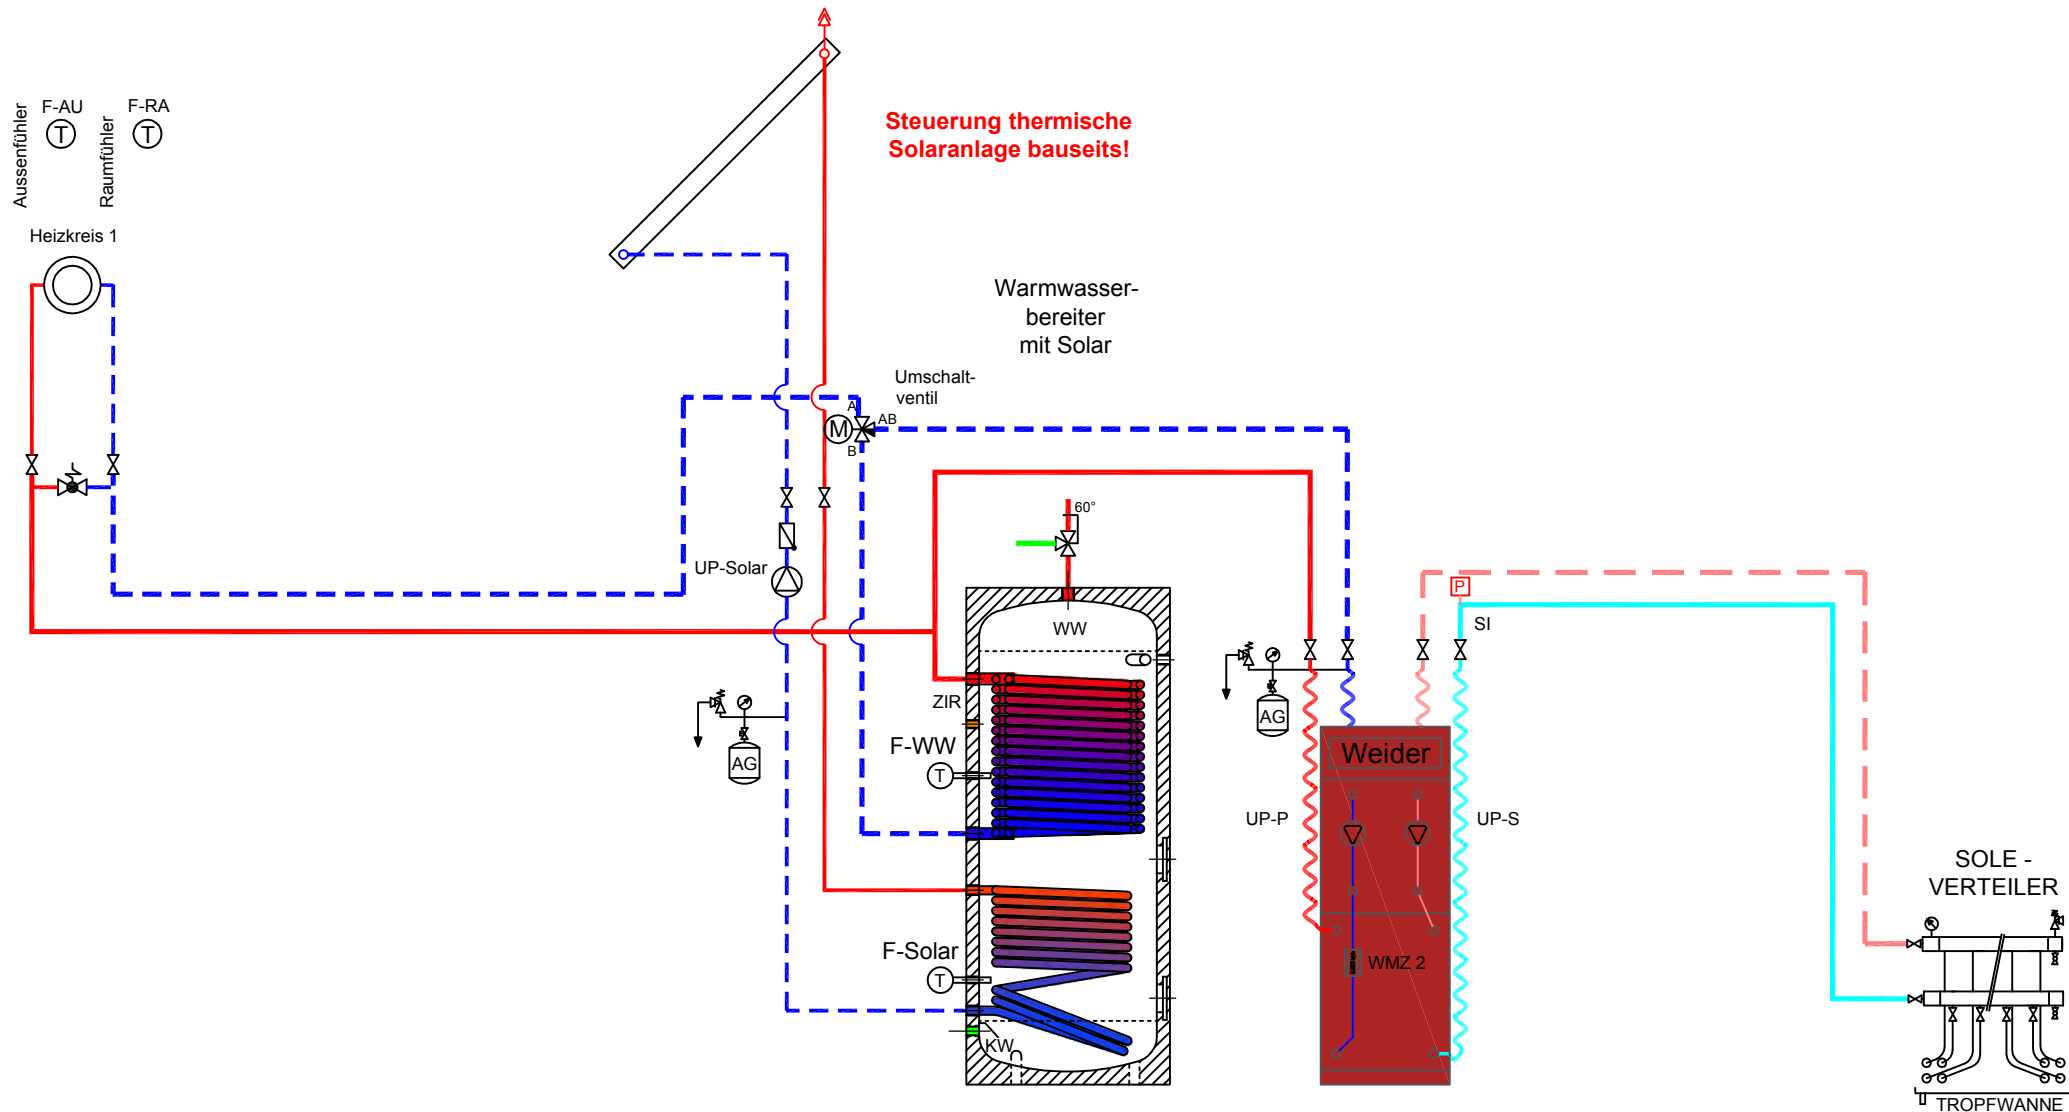 Aussenfühler
F-AU
T
Raumfühler
F-RA
T
Heizkreis 1
Steuerung thermische
Solaranlage bauseits!
Warmwasser-
bereiter
mit Solar
Umschalt-
ventil
A
AB
M
B
60°
UP-Solar
WW
ZIR
F-WW
T
AG
F-Solar
T
KW
AG
P
SI
Weider
UP-P
UP-S
WMZ 2
SOLE -
VERTEILER
TROPFWANNE